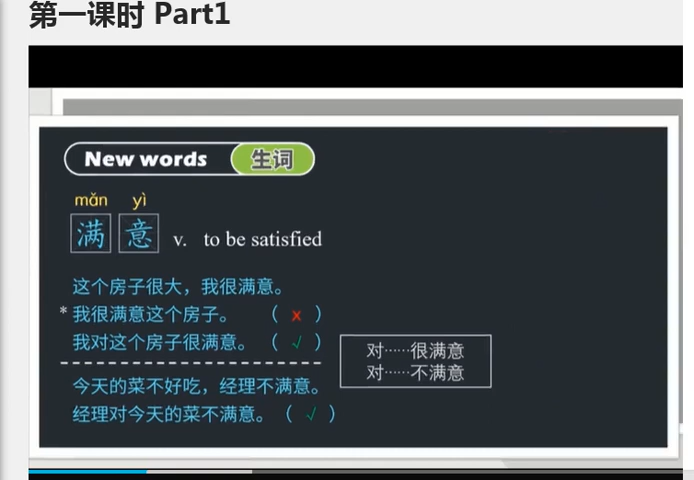 第一课时 Part1
New words 生词
mǎn yì
满意 v. to be satisfied
这个房子很大，我很满意。
*我很满意这个房子。 （ x ）
我对这个房子很满意。 （ √ ）
对……很满意
对……不满意
今天的菜不好吃，经理不满意。
经理对今天的菜不满意。（ √ ）